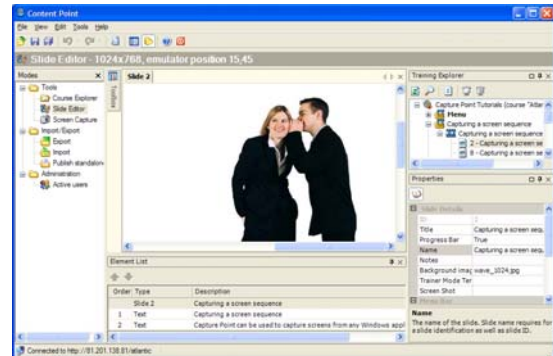 Content Point
File View Edit Tools Help
Slide Editor - 1024x768, emulator position 15,45
Modes
Tools
Course Explorer
Slide Editor
Screen Capture
Import/Export
Export
Import
Publish standalon
Administration
Active users
Toolbox
Slide 2
Element List
Order Type Description
Slide 2 Capturing a screen sequence
1 Text Capturing a screen sequence
2 Text Capture Point can be used to capture screens from any Windows appl
Training Explorer
Capture Point Tutorials (course "Atlar
Menu
Capturing a screen sequence
Capturing a screen sequence
2 - Capturing a screen se
8 - Capturing a screen se
Properties
Slide Details
Title Capturing a screen seq.
Progress Bar True
Name Capturing a screen seq.
Notes
Background imag wave_1024.jpg
Trainer Mode Ter
Screen Shot
Menu Bar
Name
The name of the slide. Slide name requires for
a slide identification as well as slide ID.
Connected to http://81.201.138.81/atlantic